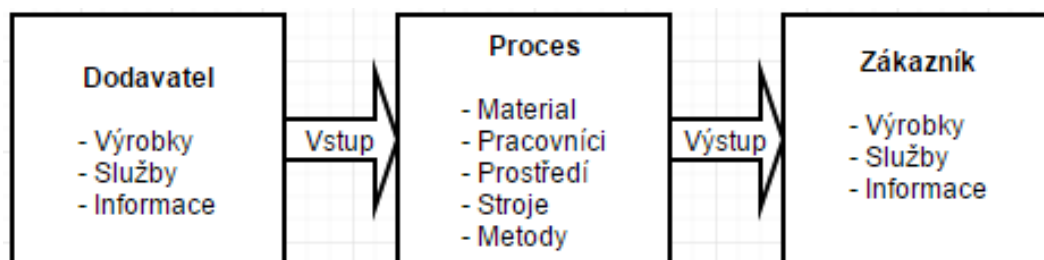 Dodavatel
- Výrobky
- Služby
- Informace
Vstup
Proces
- Material
- Pracovníci
- Prostředí
- Stroje
- Metody
Výstup
Zákazník
- Výrobky
- Služby
- Informace